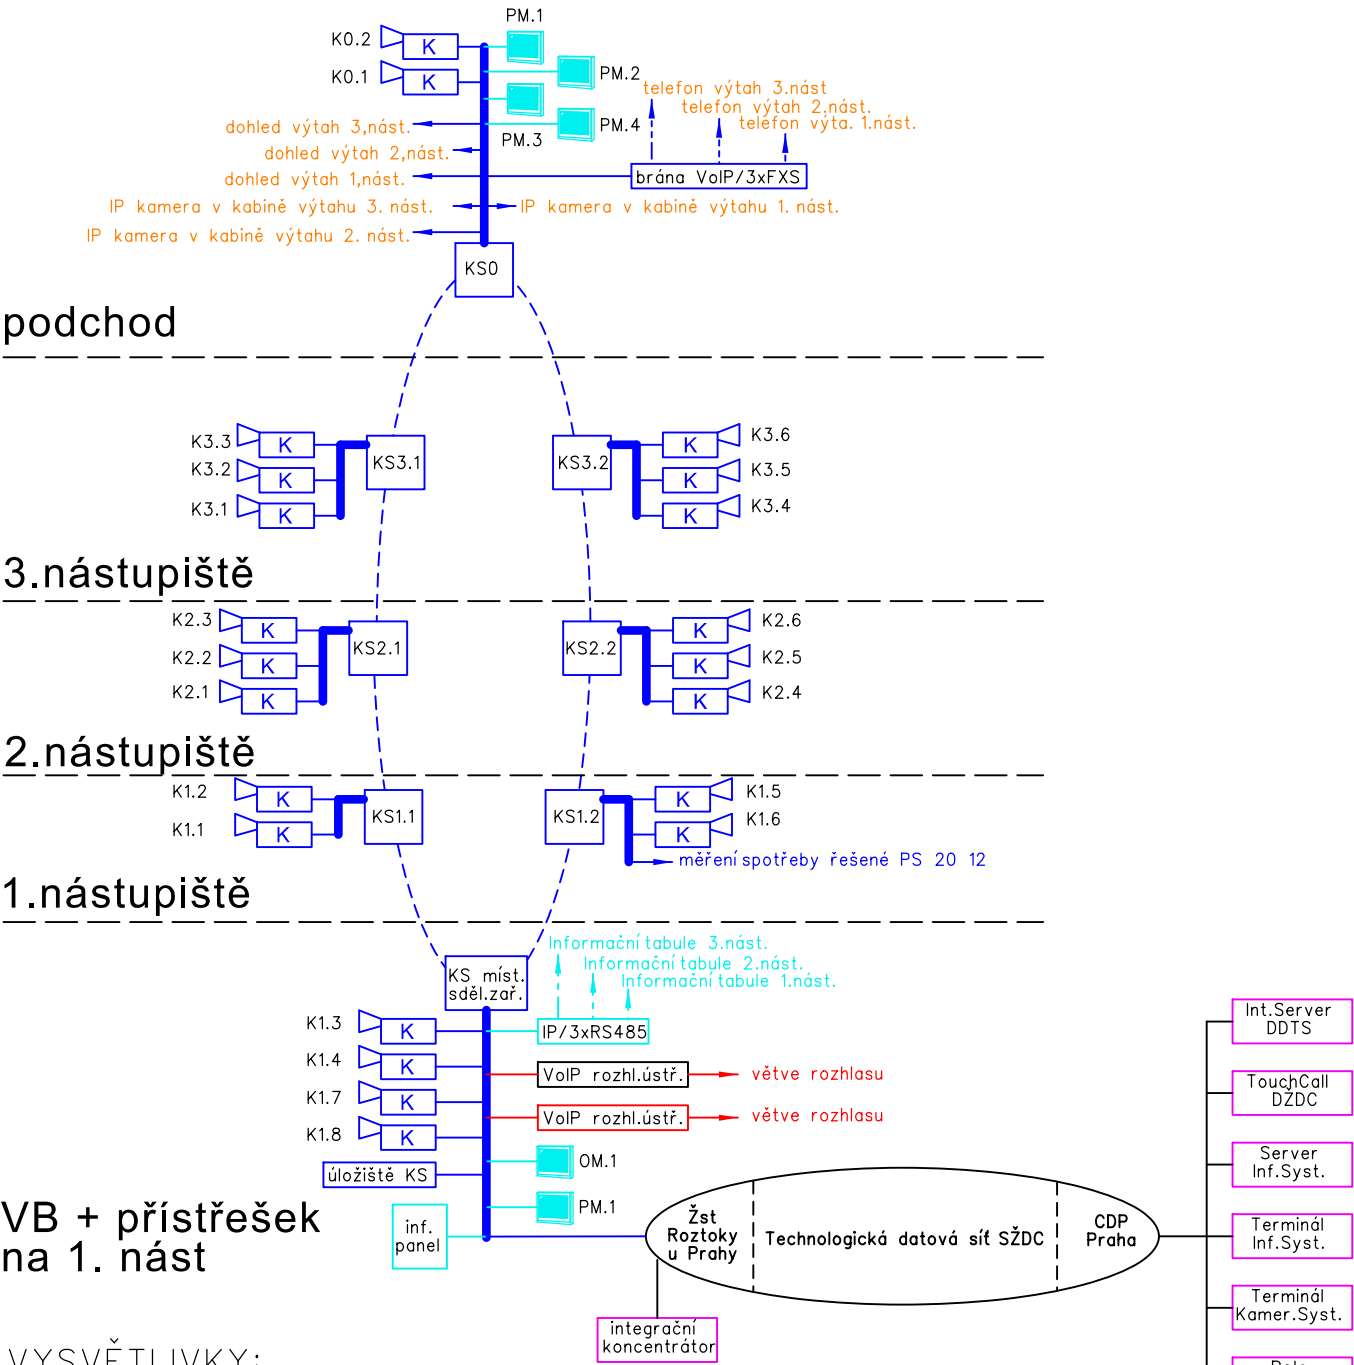 PM.1
K0.2
K
K0.1
K
PM.2
telefon výtah 3.nást
telefon výtah 2.nást.
telefon výta. 1.nást.
dohled výtah 3,nást.
PM.3
PM.4
dohled výtah 2,nást.
dohled výtah 1,nást.
brána VoIP/3xFXS
IP kamera v kabině výtahu 3. nást.
IP kamera v kabině výtahu 1. nást.
IP kamera v kabině výtahu 2. nást.
KS0
podchod
K3.3
K
KS3.1
KS3.2
K
K3.6
K3.2
K
K
K3.5
K3.1
K
K
K3.4
3.nástupiště
K2.3
K
KS2.1
KS2.2
K
K2.6
K2.2
K
K
K2.5
K2.1
K
K
K2.4
2.nástupiště
K1.2
K
KS1.1
KS1.2
K
K1.5
K1.1
K
K
K1.6
měření spotřeby řešené PS 20 12
1.nástupiště
Informační tabule 3.nást.
Informační tabule 2.nást.
Informační tabule 1.nást.
KS míst.
sděl.zař.
K1.3
K
IP/3xRS485
K1.4
K
VoIP rozhl.ústř.
větve rozhlasu
K1.7
K
VoIP rozhl.ústř.
větve rozhlasu
K1.8
K
OM.1
úložiště KS
PM.1
inf.
panel
VB + přístřešek
na 1. nást
Žst
Roztoky
u Prahy
Technologická datová síť SŽDC
CDP
Praha
integrační
koncentrátor
Int.Server
DDTS
TouchCall
DŽDC
Server
Inf.Syst.
Terminál
Inf.Syst.
Terminál
Kamer.Syst.
VYSVĚTLIVKY: